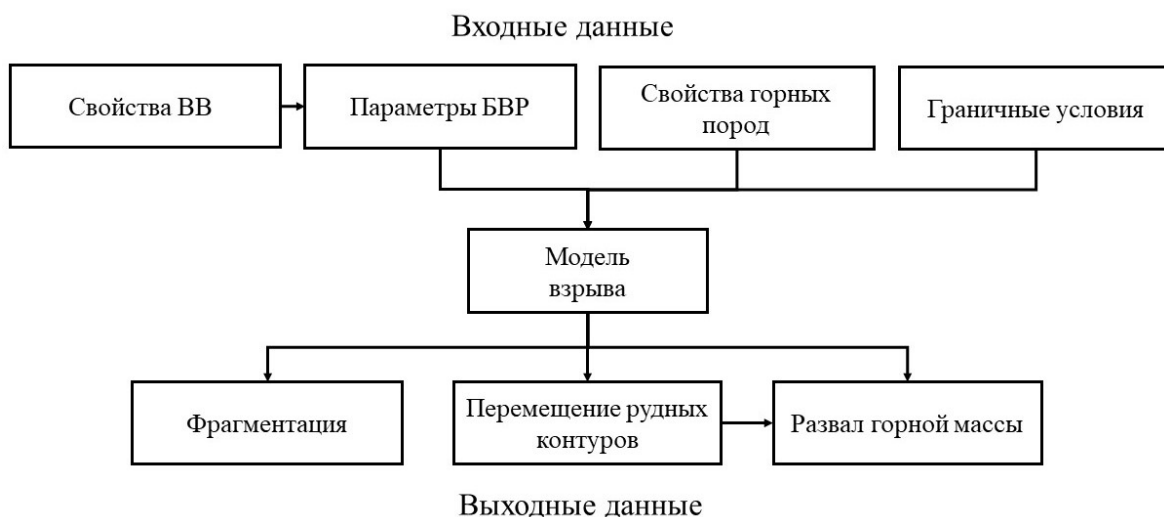 Входные данные
Свойства ВВ
Параметры БВР
Свойства горных
пород
Граничные условия
Модель
взрыва
Фрагментация
Перемещение рудных
контуров
Развал горной массы
Выходные данные